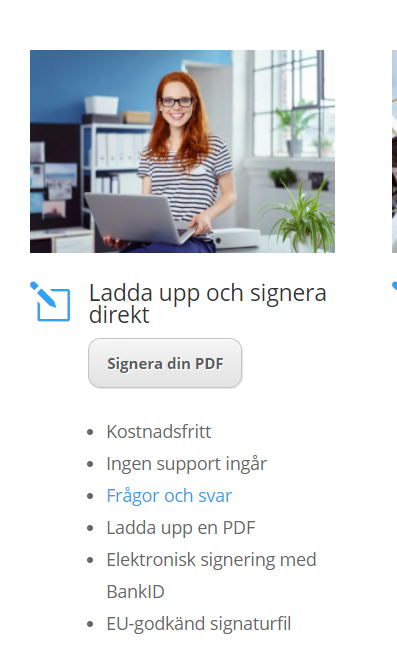 Ladda upp och signera
direkt
Signera din PDF
Kostnadsfritt
Ingen support ingår
Frågor och svar
Ladda upp en PDF
Elektronisk signering med
BankID
EU-godkänd signaturfil